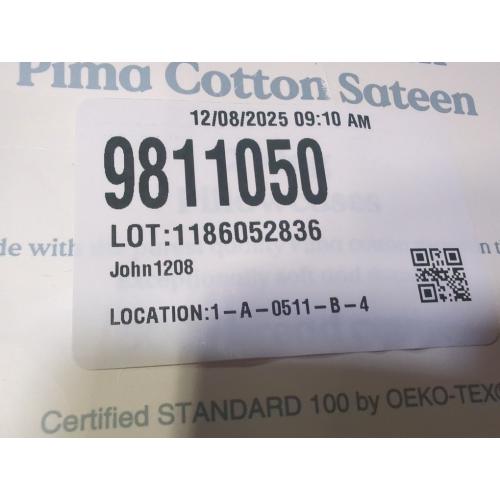 Pima Cotton Sateen
12/08/2025 09:10 AM
9811050
LOT:1186052836
John1208
LOCATION:1-A-0511-B-4
Certified STANDARD 100 by OEKO-TEX